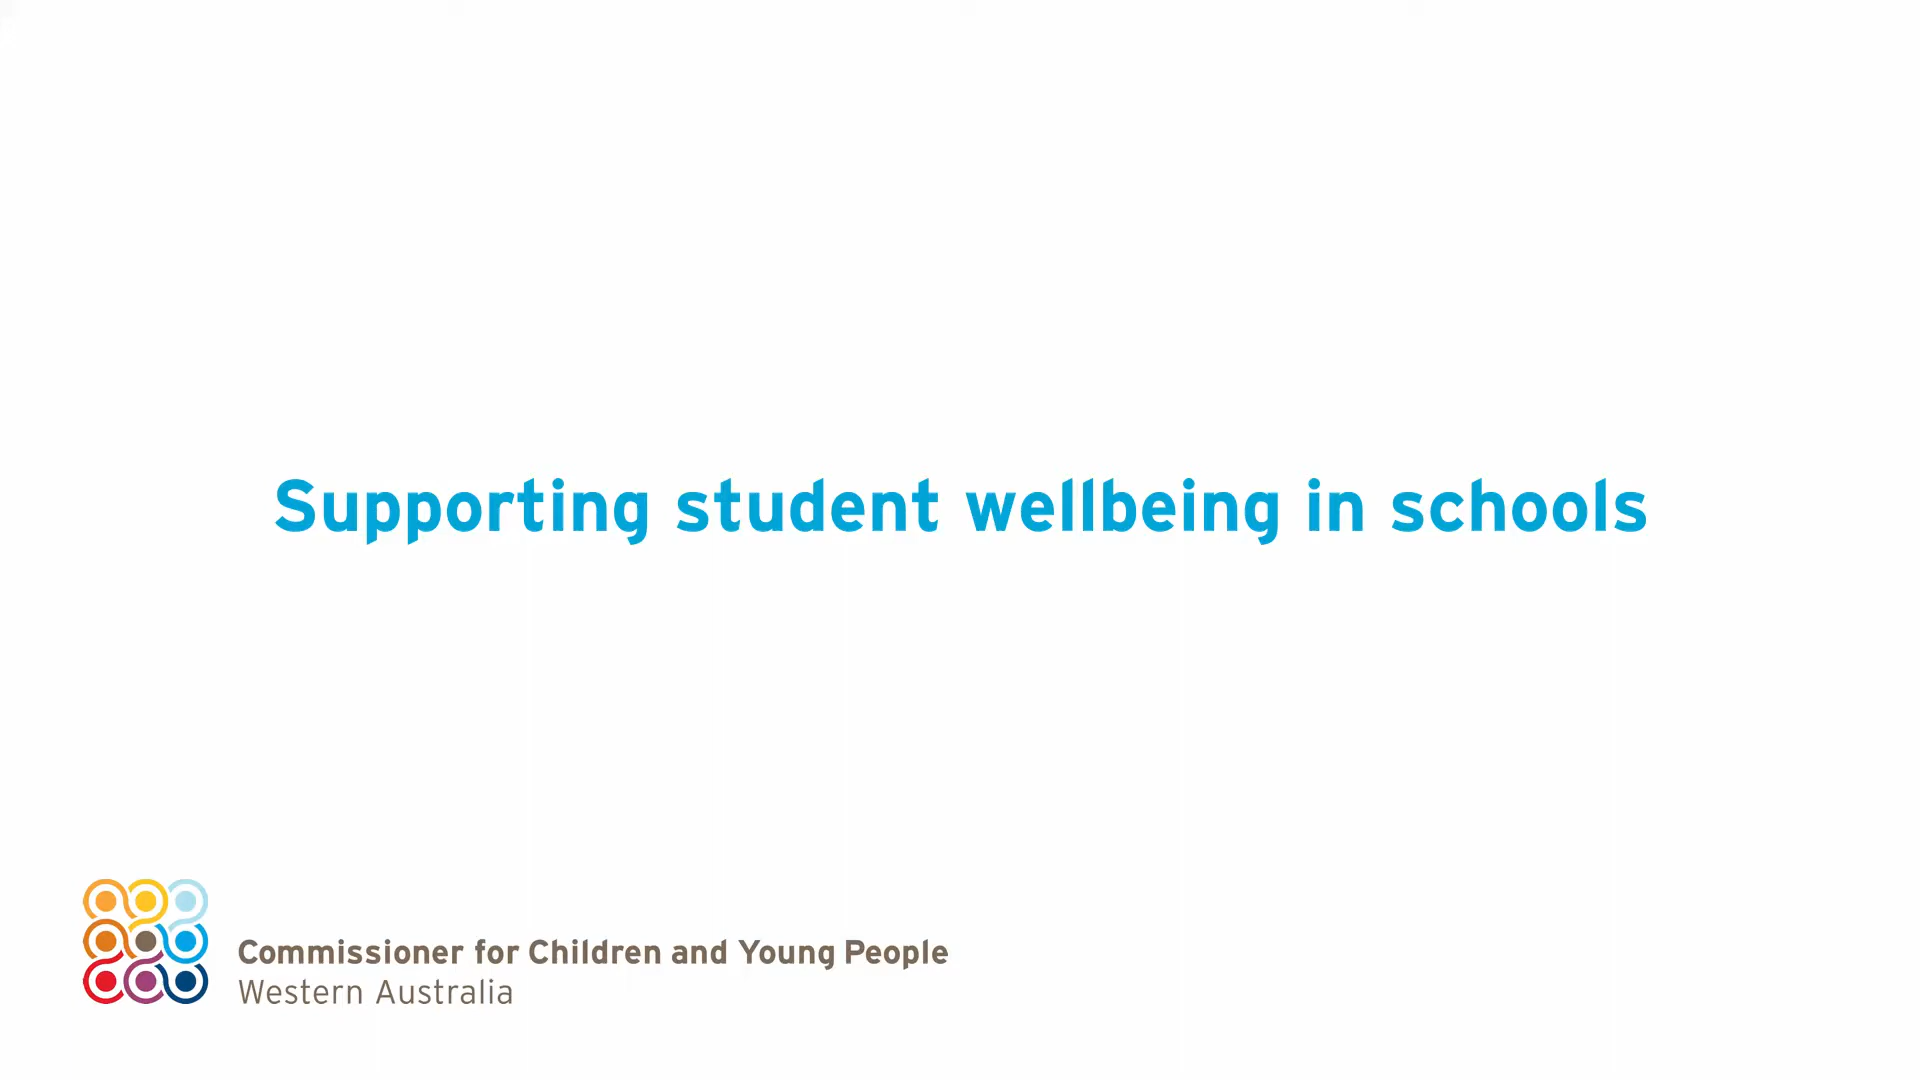 Supporting student wellbeing in schools
Commissioner for Children and Young People
Western Australia